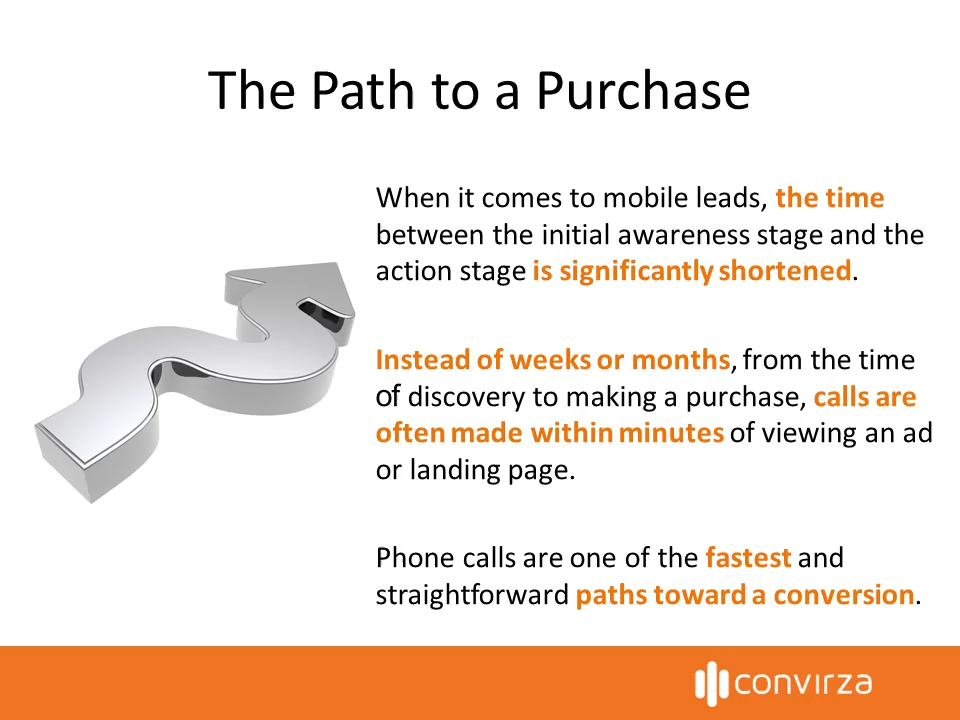 The Path to a Purchase
When it comes to mobile leads, the time
between the initial awareness stage and the
action stage is significantly shortened.
Instead of weeks or months, from the time
of discovery to making a purchase, calls are
often made within minutes of viewing an ad
or landing page.
Phone calls are one of the fastest and
straightforward paths toward a conversion.
convirza